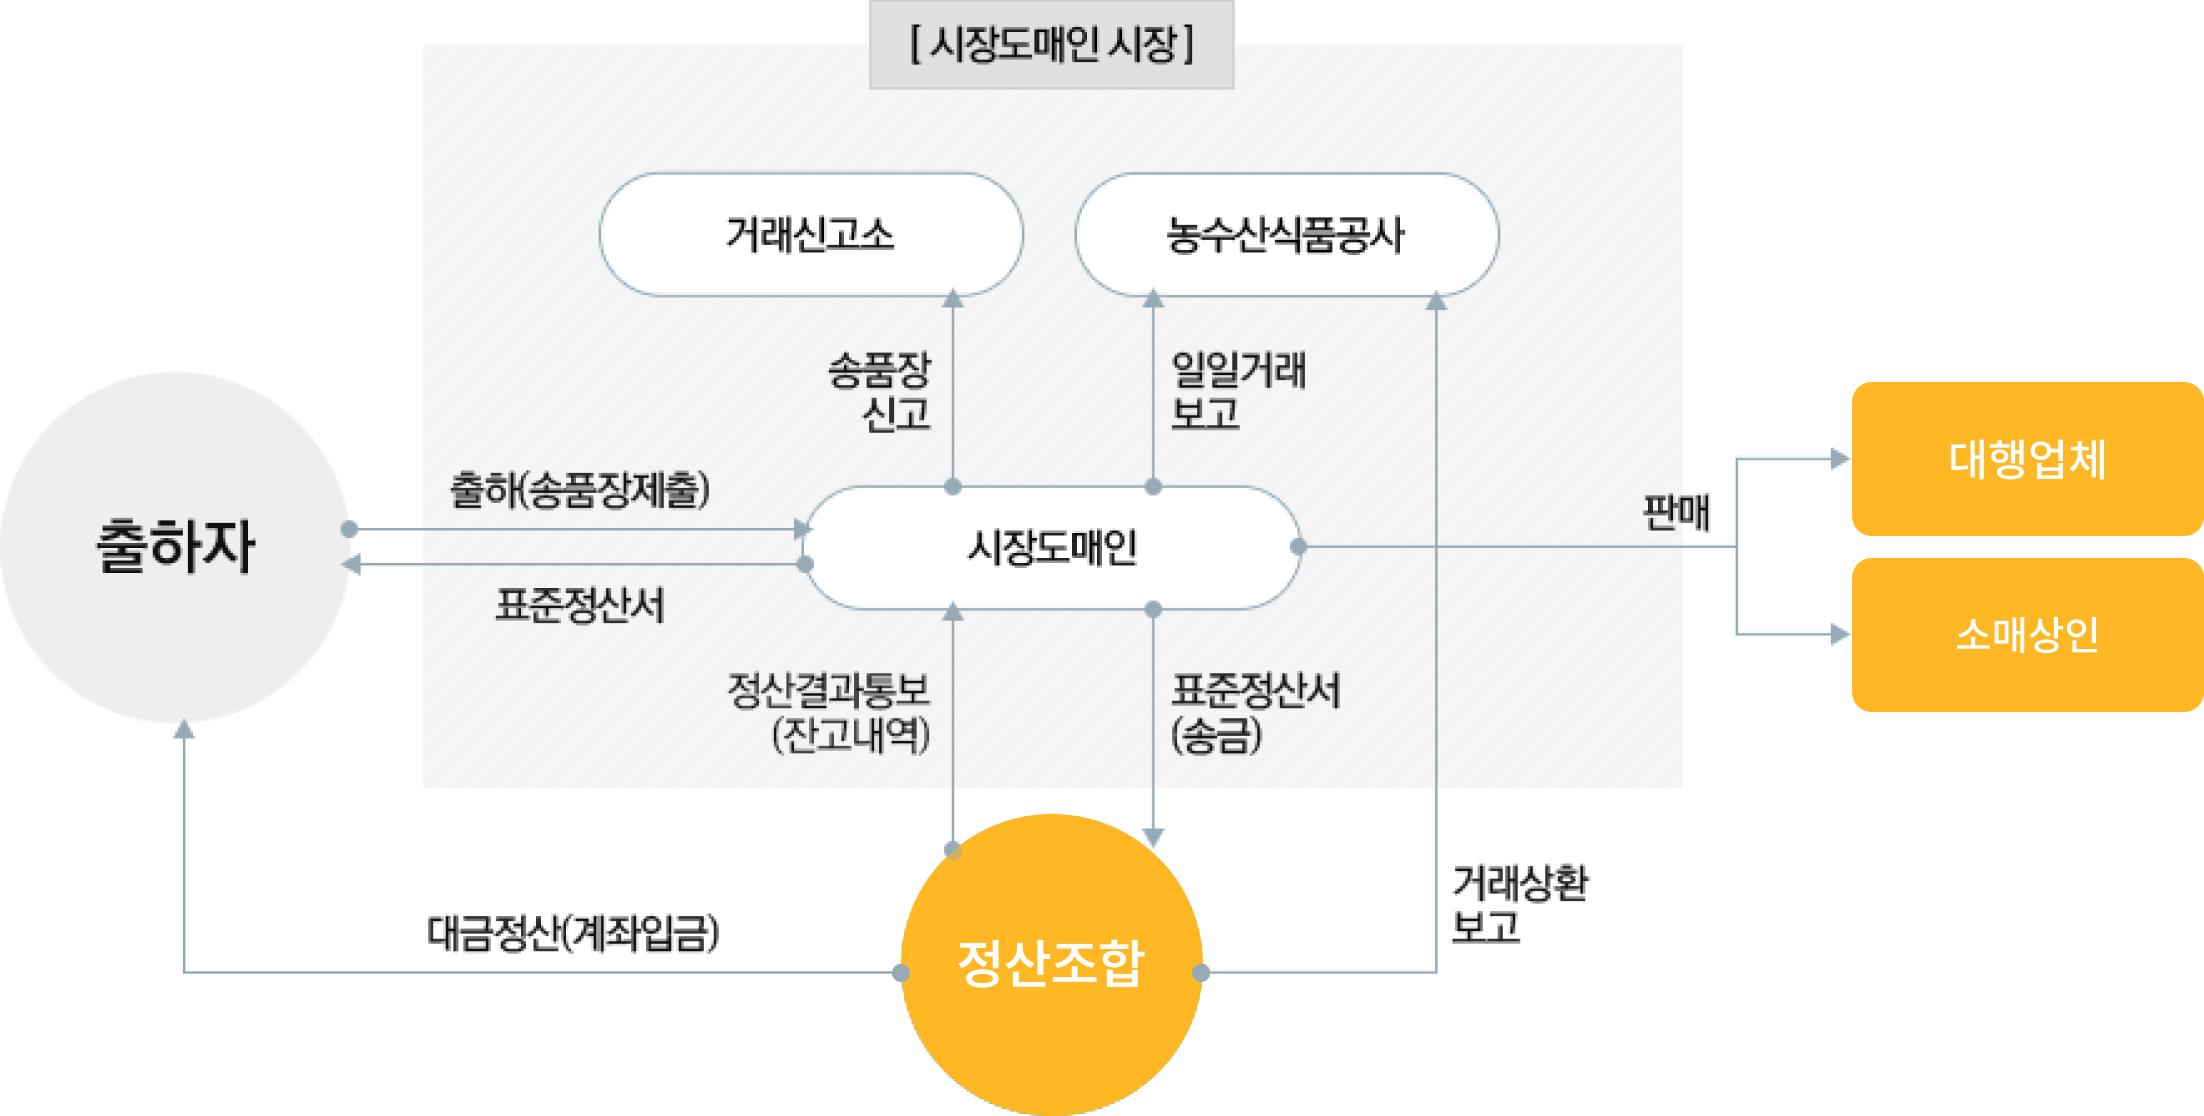 [ 시장도매인 시장 ]
거래신고소
농수산식품공사
송품장
신고
일일거래
보고
출하자
출하(송품장제출)
표준정산서
시장도매인
판매
대행업체
소매상인
정산결과통보
(잔고내역)
표준정산서
(송금)
대금정산(계좌입금)
정산조합
거래상환
보고